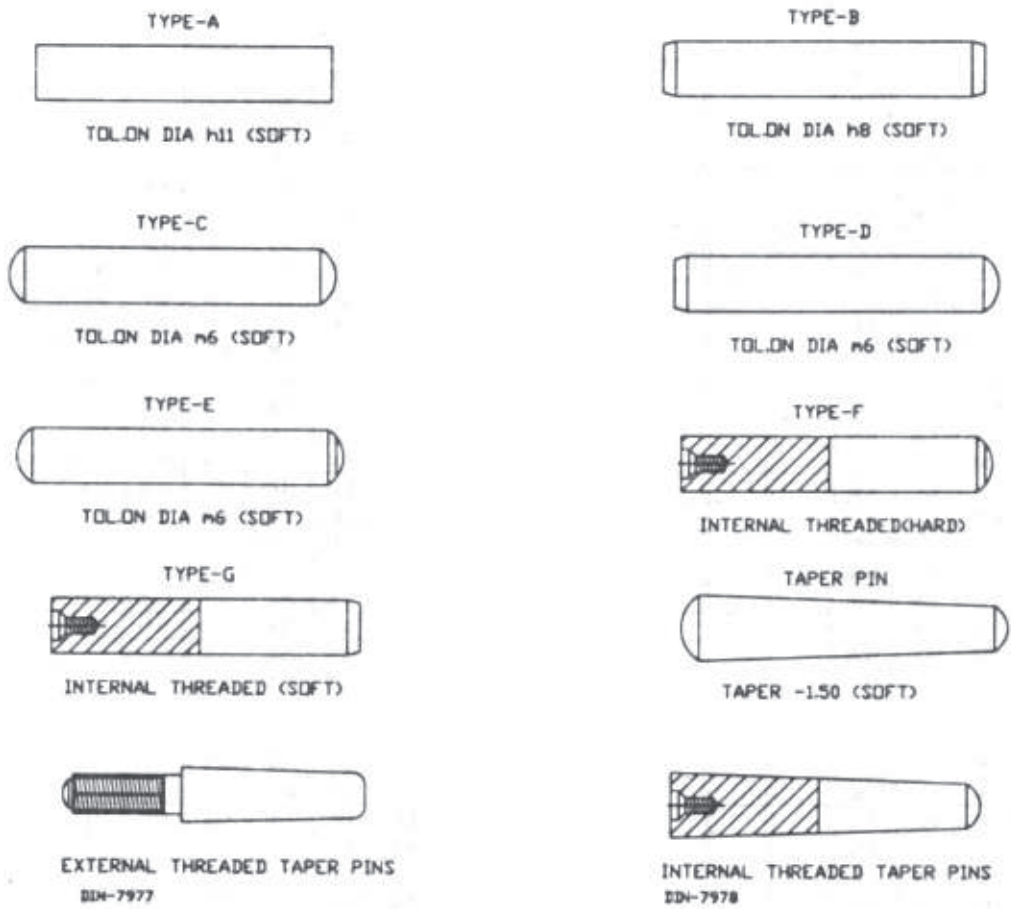 TYPE-A
TOL.ON DIA h11 (SOFT)
TYPE-B
TOL.ON DIA h8 (SOFT)
TYPE-C
TOL.ON DIA m6 (SOFT)
TYPE-D
TOL.ON DIA m6 (SOFT)
TYPE-E
TOL.ON DIA m6 (SOFT)
TYPE-F
INTERNAL THREADED(HARD)
TYPE-G
INTERNAL THREADED (SOFT)
TAPER PIN
TAPER -1.50 (SOFT)
EXTERNAL THREADED TAPER PINS
DIN-7977
INTERNAL THREADED TAPER PINS
DIN-7978